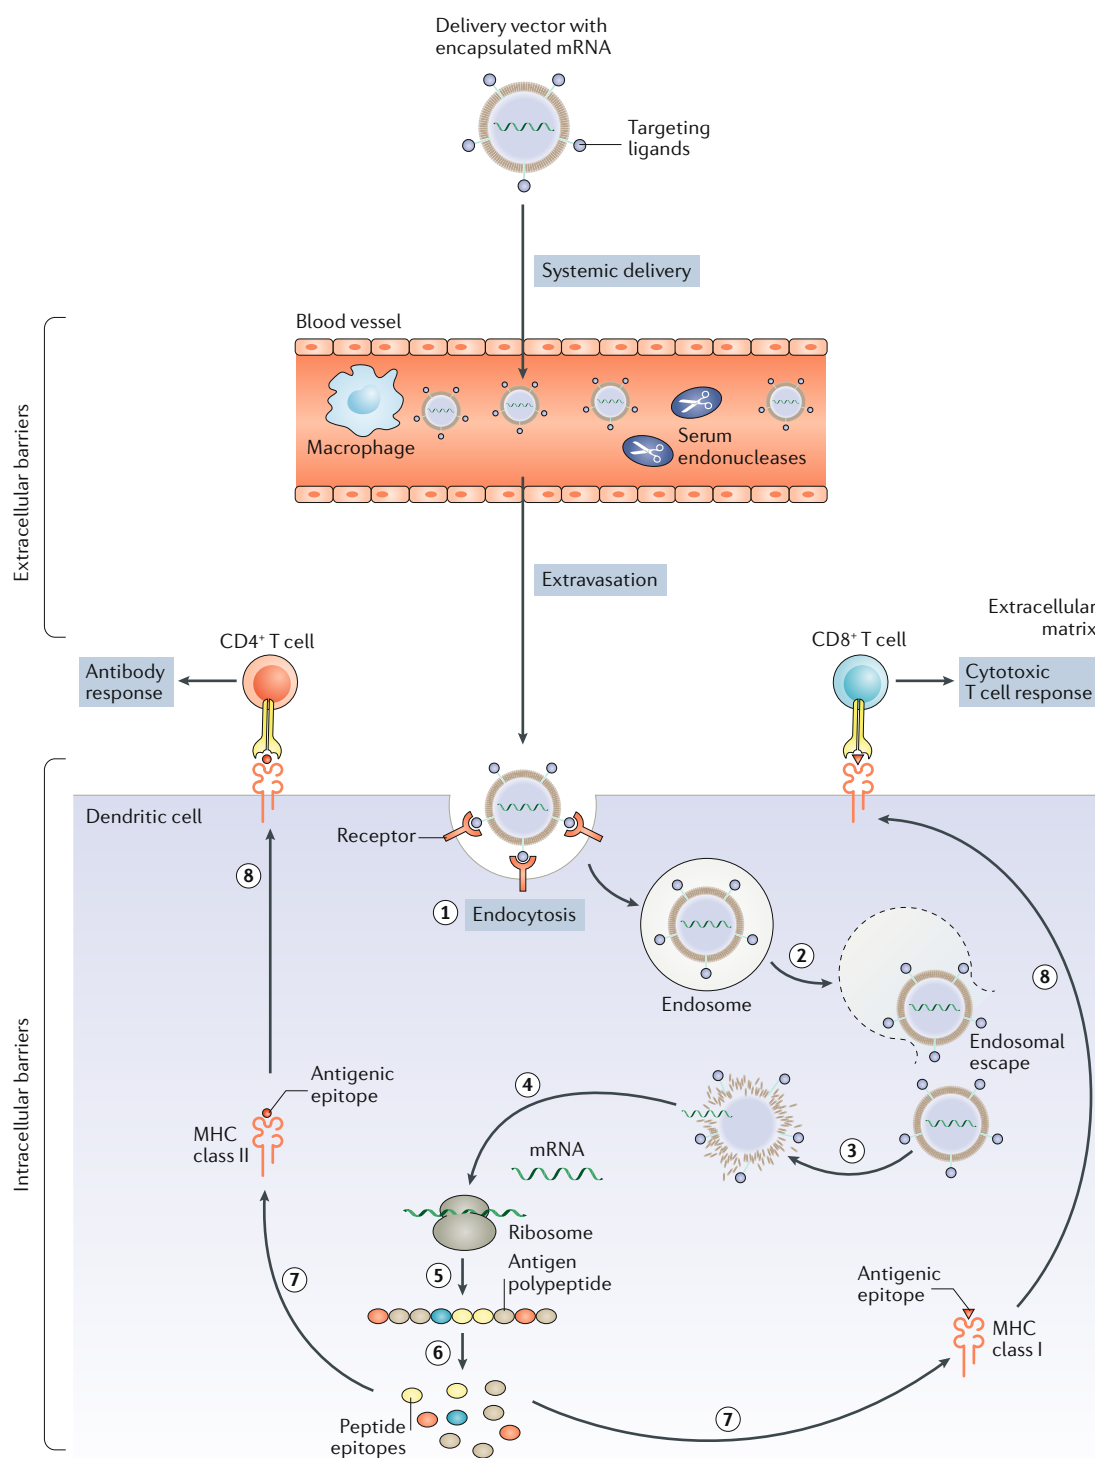 Delivery vector with
encapsulated mRNA
Targeting
ligands
Systemic delivery
Blood vessel
Macrophage
Serum
endonucleases
Extracellular barriers
Extravasation
Extracellular
matrix
CD4⁺ T cell
CD8⁺ T cell
Antibody
response
Cytotoxic
T cell response
Dendritic cell
Receptor
1
Endocytosis
8
Endosome
2
8
Endosomal
escape
Intracellular barriers
Antigenic
epitope
MHC
class II
4
3
mRNA
Ribosome
5
Antigen
polypeptide
7
6
Antigenic
epitope
MHC
class I
Peptide
epitopes
7